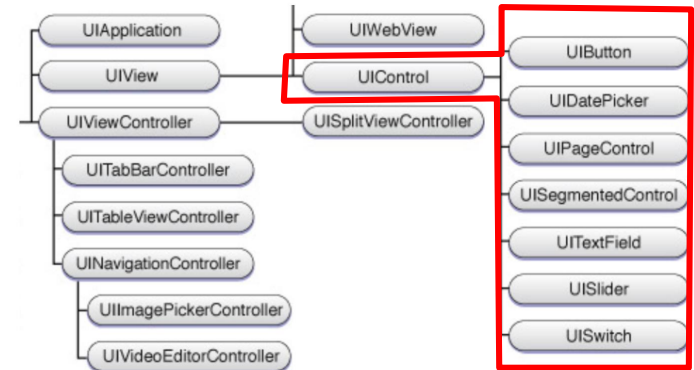 UIApplication
UIView
UIViewController
UITabBarController
UITableViewController
UINavigationController
UIImagePickerController
UIVideoEditorController
UIWebView
UIControl
UISplitViewController
UIButton
UIDatePicker
UIPageControl
UISegmentedControl
UITextField
UISlider
UISwitch